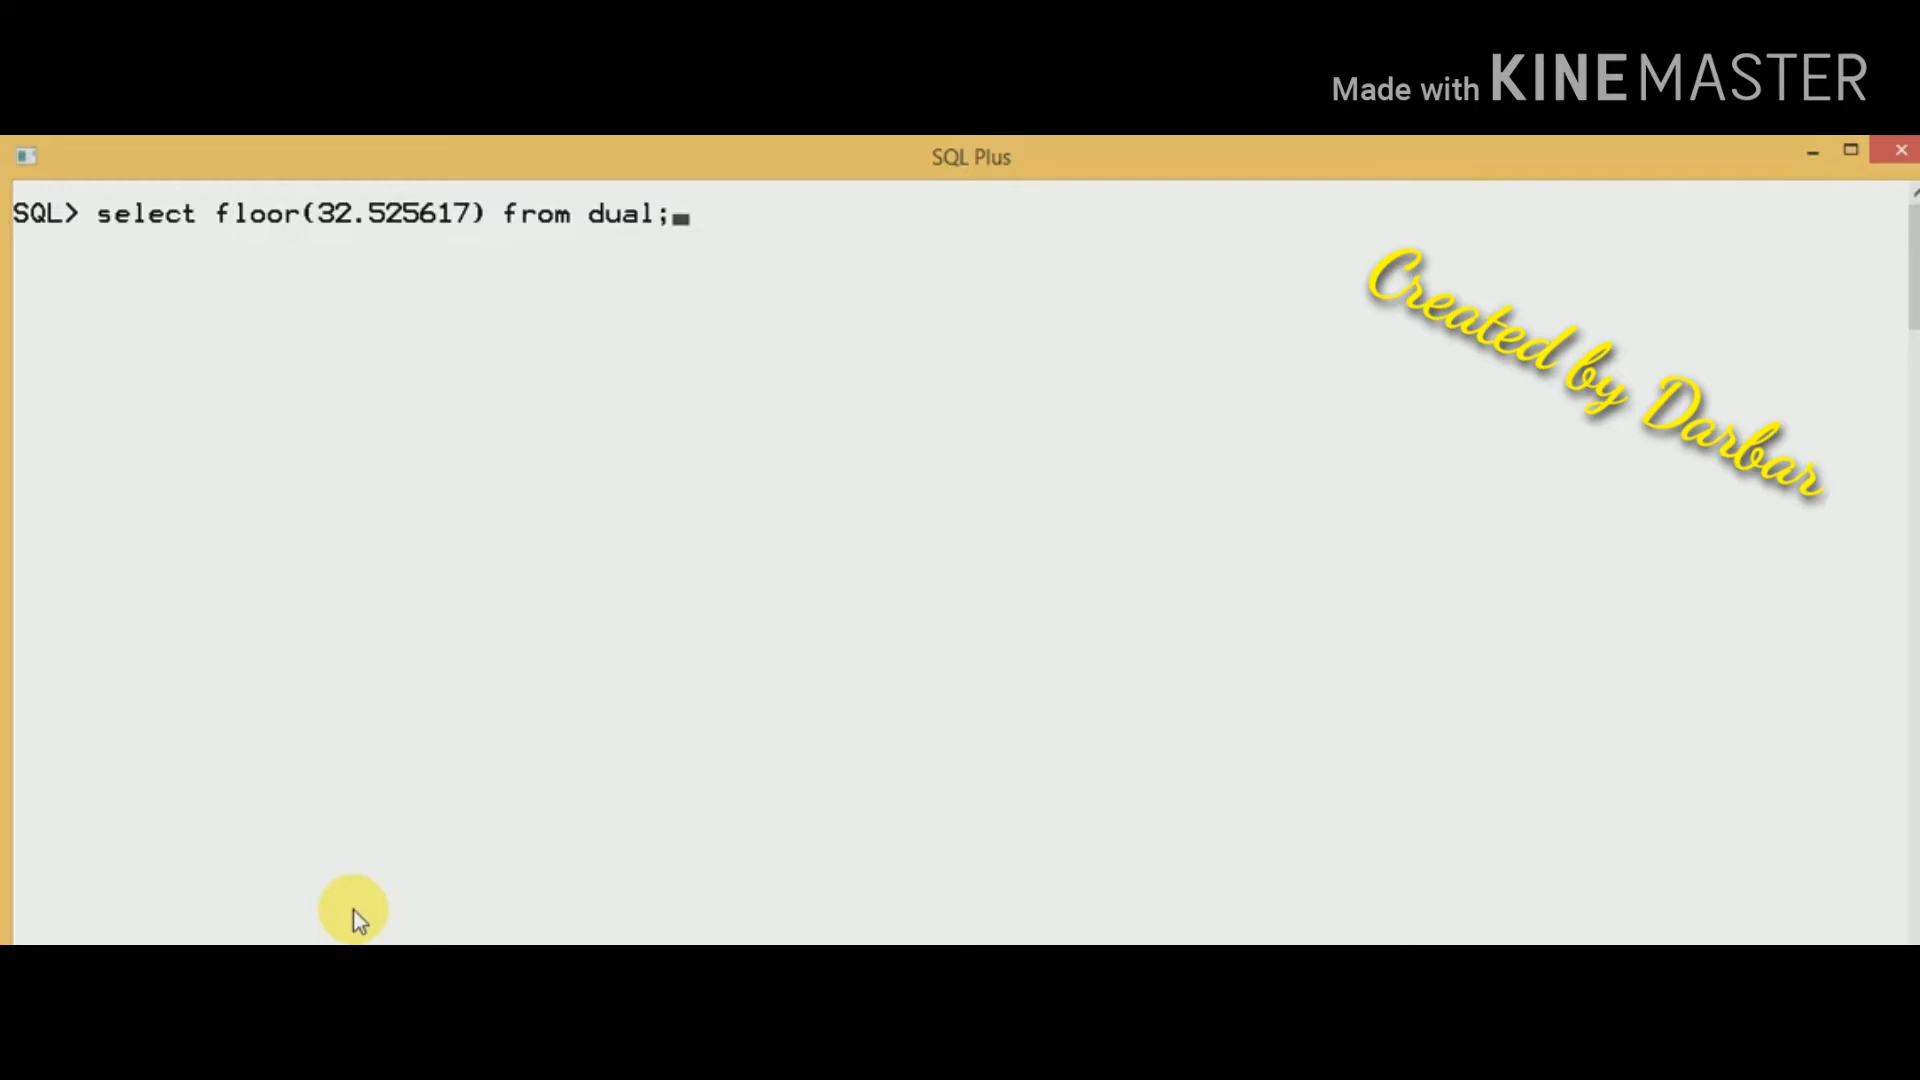 Made with KINEMASTER
SQL Plus
SQL> select floor(32.525617) from dual;
Created by Darbar